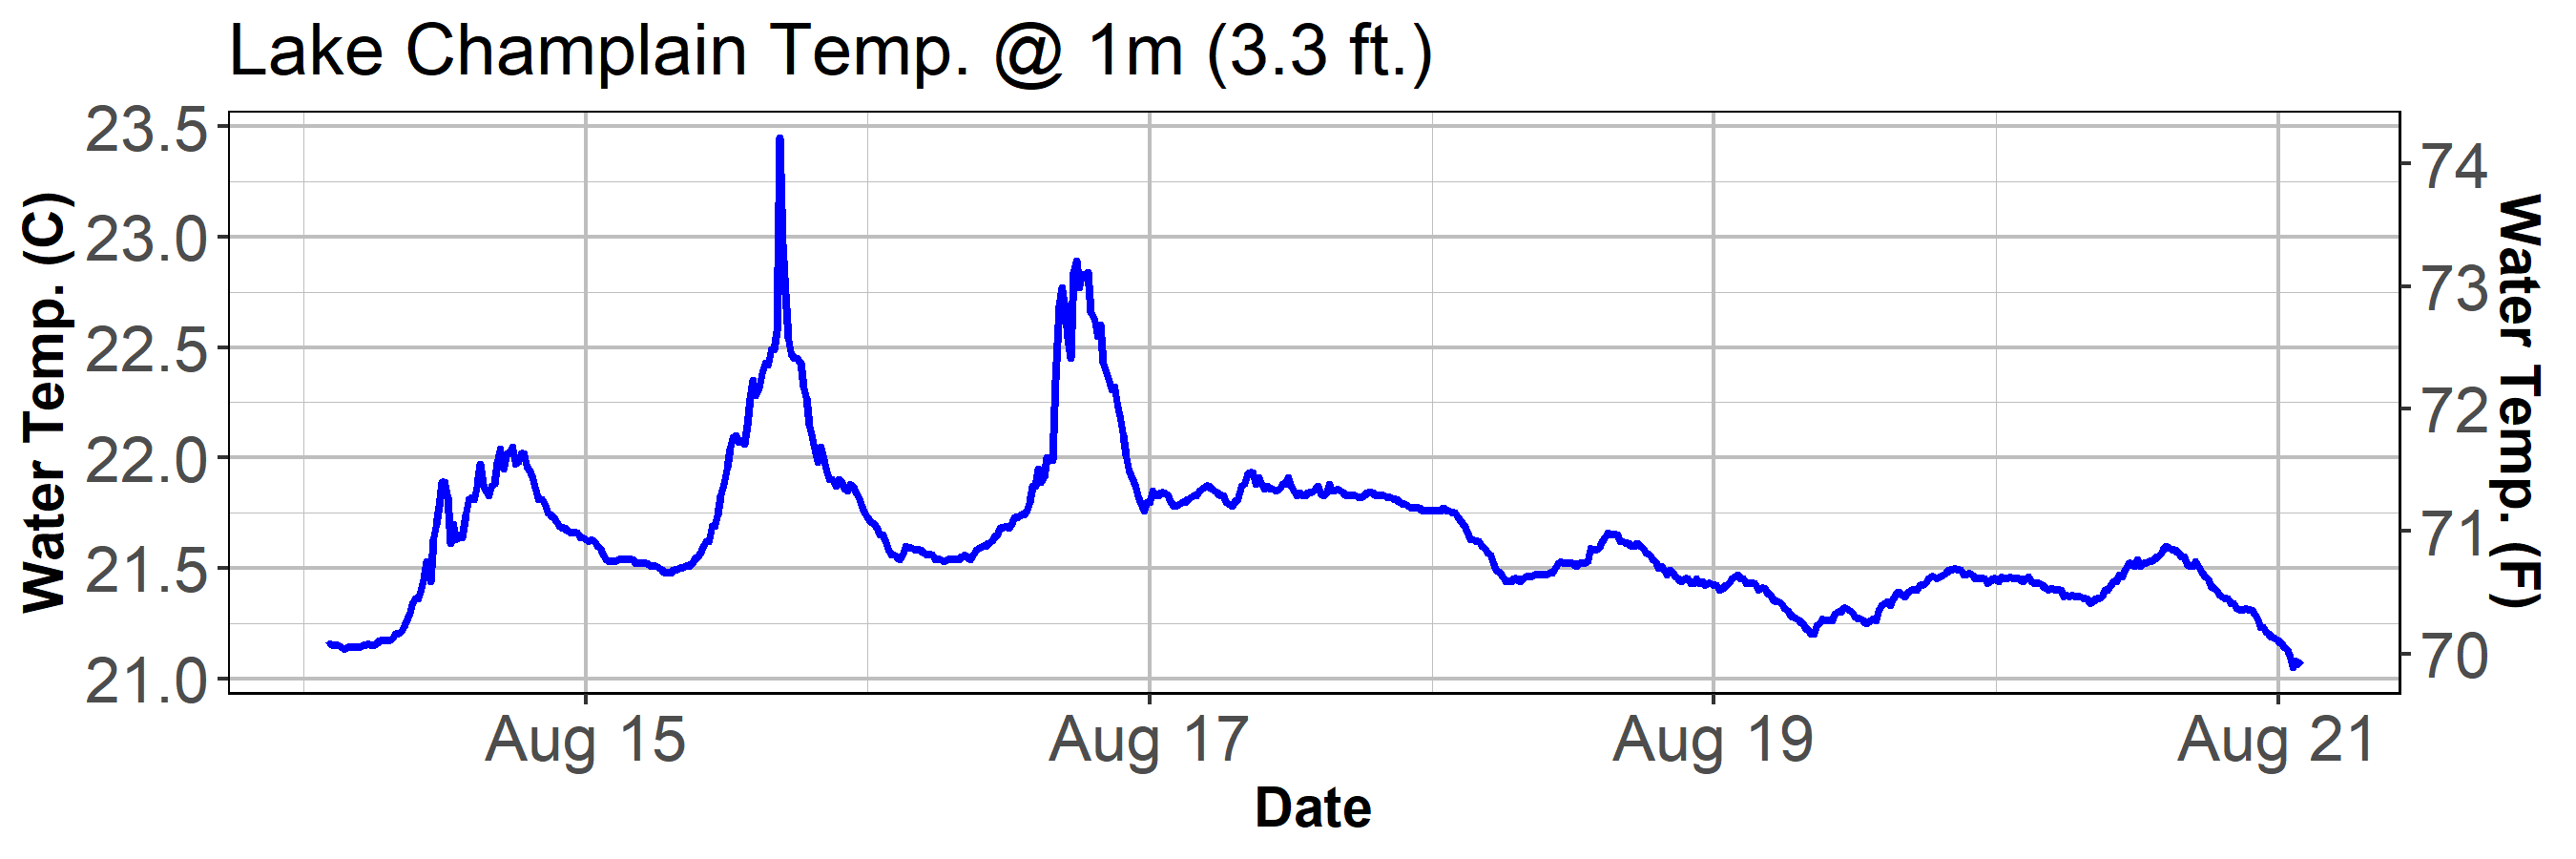 Lake Champlain Temp. @ 1m (3.3 ft.)
Water Temp. (C)
23.5
23.0
22.5
22.0
21.5
21.0
74
73
72
71
70
Water Temp. (F)
Aug 15 Aug 17 Aug 19 Aug 21
Date